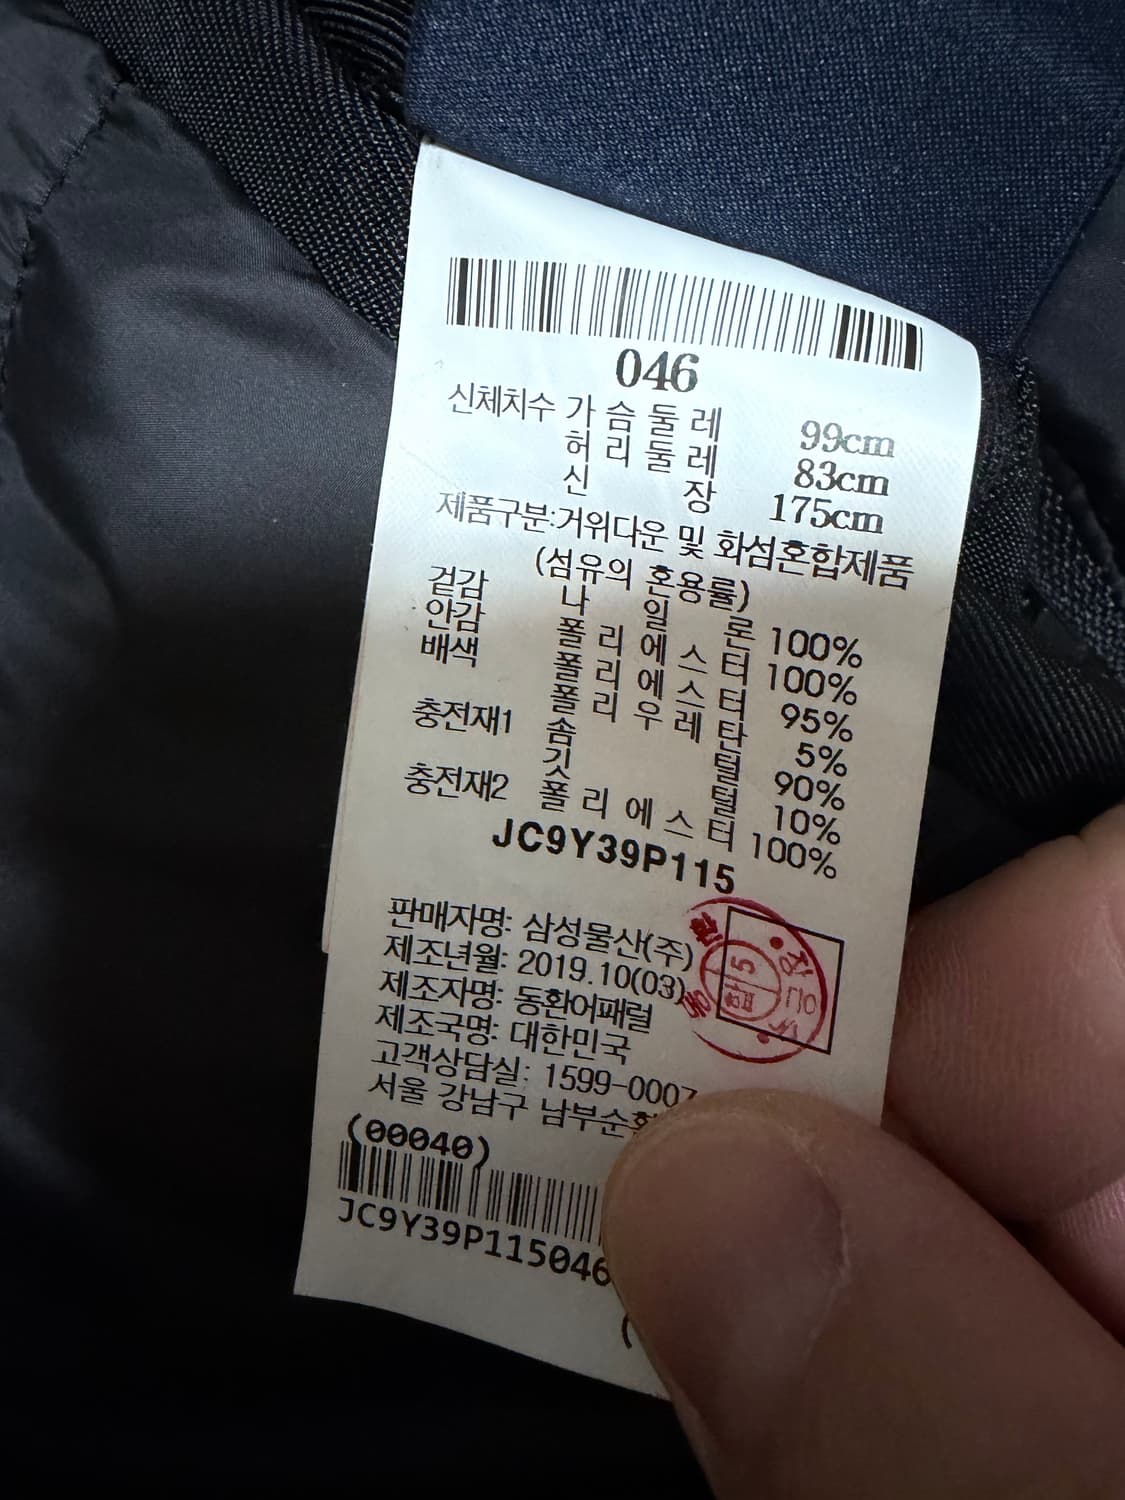 046
신체치수 가슴둘레 99cm
허리둘레 83cm
신장 175cm
제품구분:거위다운 및 화섬혼합제품
(섬유의 혼용률)
겉감 나일론 100%
안감 폴리에스터 100%
배색 폴리에스터 95%
폴리우레탄 5%
충전재1 솜털 90%
깃털 10%
충전재2 폴리에스터 100%
JC9Y39P115
판매자명: 삼성물산(주)
제조년월: 2019.10(03)
제조자명: 동환어패럴
제조국명: 대한민국
고객상담실: 1599-0007
서울 강남구 남부순환
(00040)
JC9Y39P115046